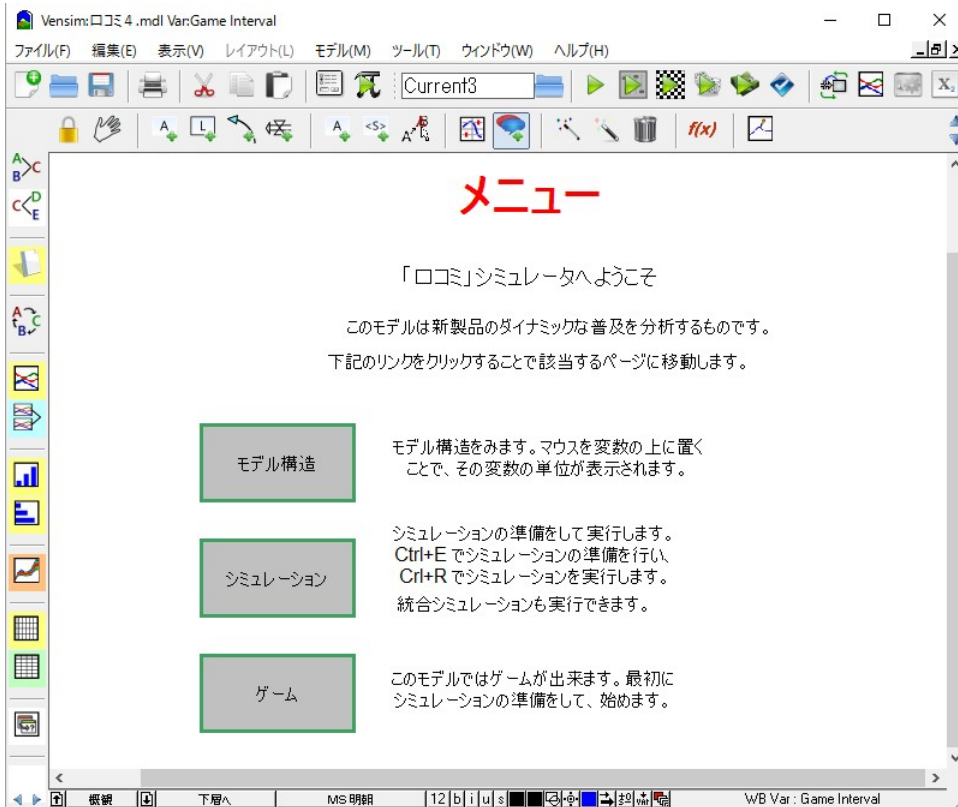 Vensim:口コミ4 .mdl Var:Game Interval
ファイル(F) 編集(E) 表示(V) レイアウト(L) モデル(M) ツール(T) ウィンドウ(W) ヘルプ(H)
Current3
A L A <S> A f(x) X₂
A B C
C D E
A B C
メニュー
「口コミ」シミュレータへようこそ
このモデルは新製品のダイナミックな普及を分析するものです。
下記のリンクをクリックすることで該当するページに移動します。
モデル構造
モデル構造をみます。マウスを変数の上に置く
ことで、その変数の単位が表示されます。
シミュレーション
シミュレーションの準備をして実行します。
Ctrl+E でシミュレーションの準備を行い、
Crl+R でシミュレーションを実行します。
統合シミュレーションも実行できます。
ゲーム
このモデルではゲームが出来ます。最初に
シミュレーションの準備をして、始めます。
概観 下層へ MS 明朝 12 b i u s WB Var : Game Interval